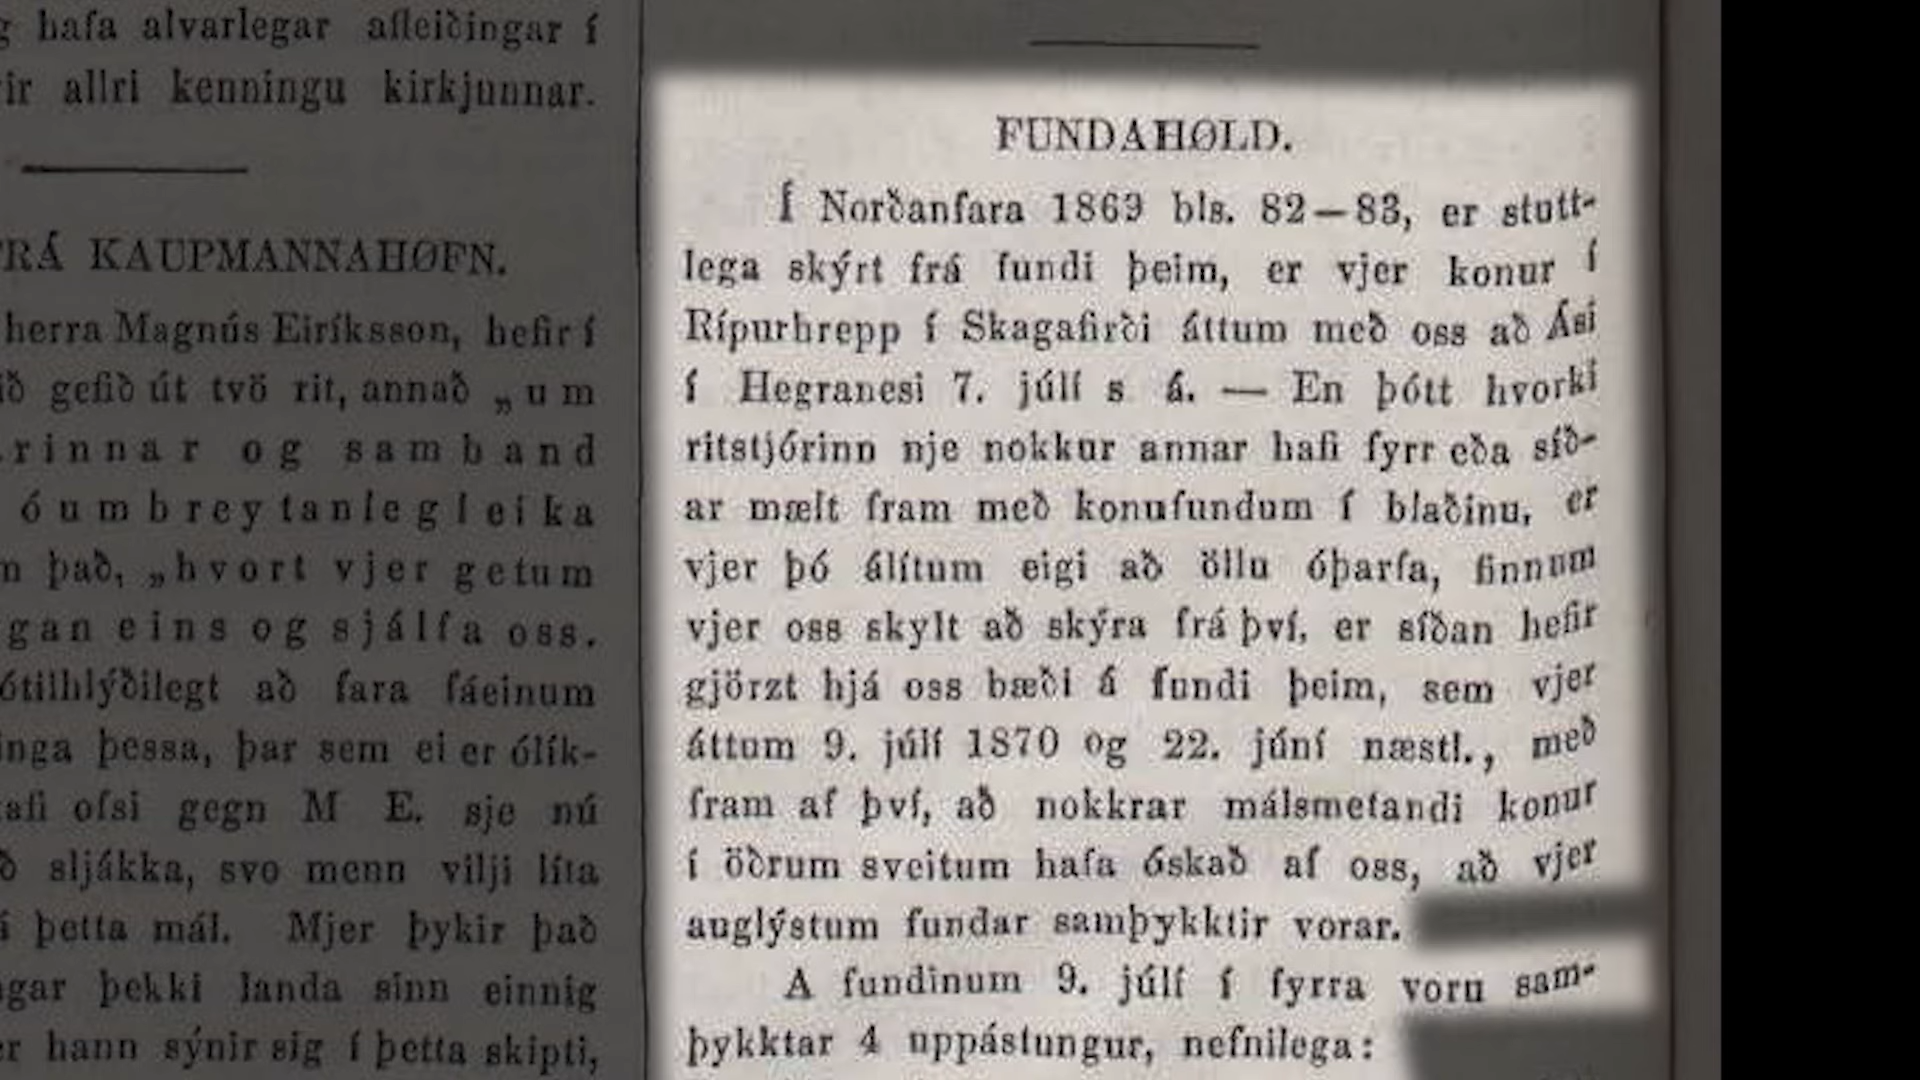 hafa alvarlegar afleiðingar í
ir allri kenningu kirkjunnar.
FRÁ KAUPMANNAHØFN.
herra Magnús Eiríksson, hefir í
ið gefið út tvö rit, annað „um
rinnar og samband
óumbreytanlegleika
m það, „hvort vjer getum
gan eins og sjálfa oss.
ótilhlýðilegt að fara fáeinum
inga þessa, þar sem ei er ólík-
afi ofsi gegn M E. sje nú
ð sljákka, svo menn vilji líta
á þetta mál. Mjer þykir það
gar þekki landa sinn einnig
er hann sýnir sig í þetta skipti,
FUNDAHØLD.
Í Norðanfara 1869 bls. 82—83, er stutt-
lega skýrt frá fundi þeim, er vjer konur í
Rípurhrepp í Skagafirði áttum með oss að Ási
í Hegranesi 7. júlí s á. — En þótt hvorki
ritstjórinn nje nokkur annar hafi fyrr eða síð-
ar mælt fram með konufundum í blaðinu, er
vjer þó álítum eigi að öllu óþarfa, finnum
vjer oss skylt að skýra frá því, er síðan hefir
gjörzt hjá oss bæði á fundi þeim, sem vjer
áttum 9. júlí 1870 og 22. júní næstl., með
fram af því, að nokkrar málsmetandi konur
í öðrum sveitum hafa óskað af oss, að vjer
auglýstum fundar samþykktir vorar.
A fundinum 9. júlí í fyrra voru sam-
þykktar 4 uppástungur, nefnilega: